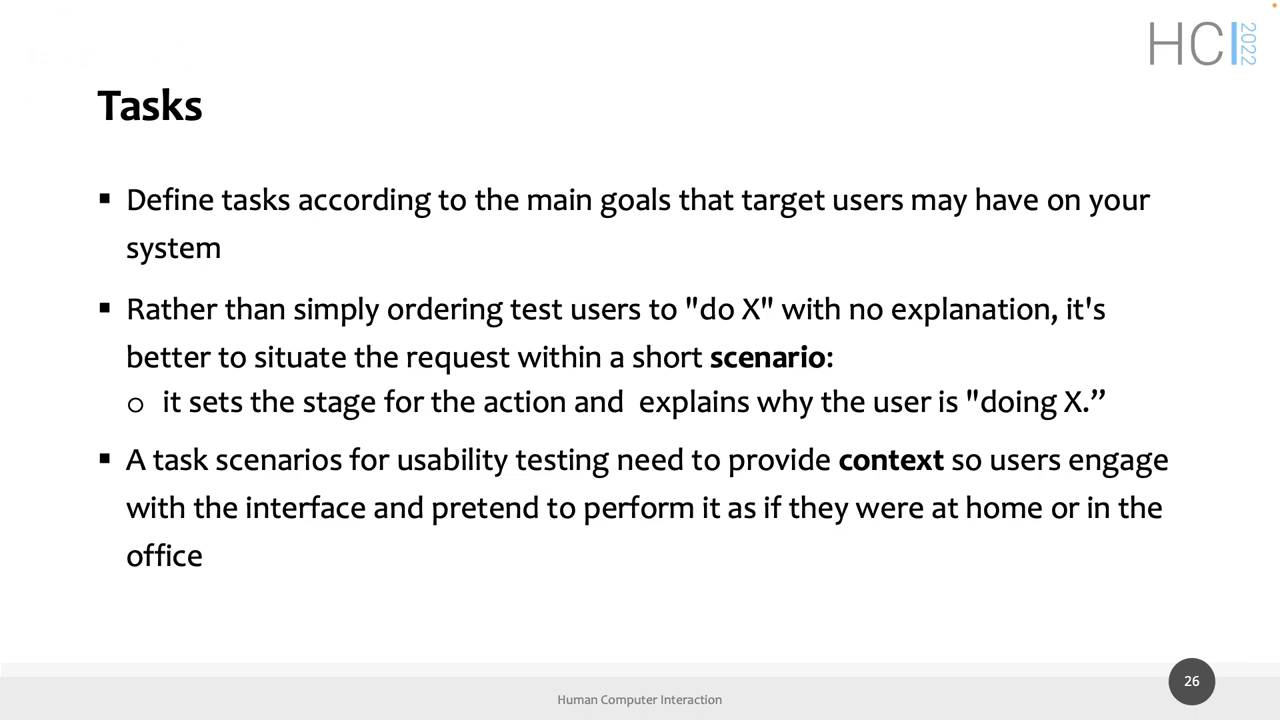 HCI 2022
Tasks
▪ Define tasks according to the main goals that target users may have on your
system
▪ Rather than simply ordering test users to "do X" with no explanation, it's
better to situate the request within a short scenario:
o it sets the stage for the action and  explains why the user is "doing X.”
▪ A task scenarios for usability testing need to provide context so users engage
with the interface and pretend to perform it as if they were at home or in the
office
Human Computer Interaction
26